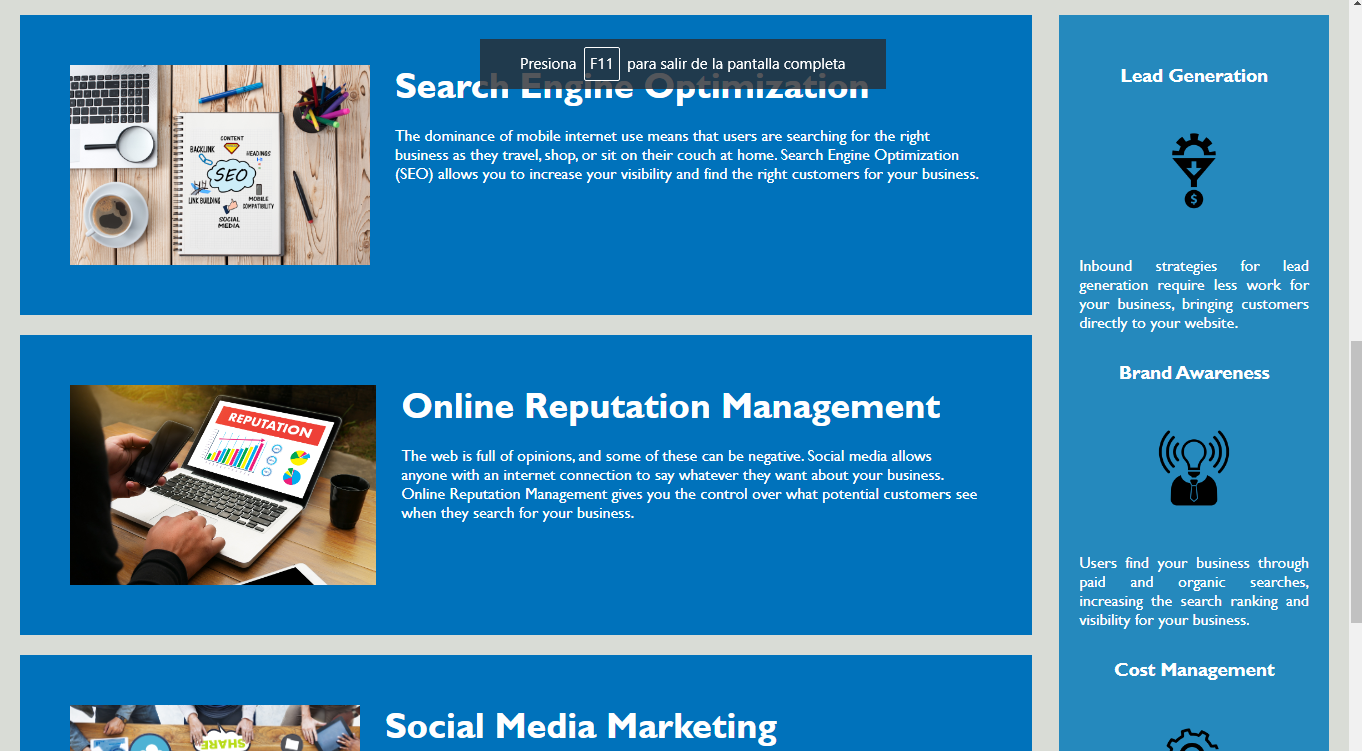 Presiona F11 para salir de la pantalla completa
Search Engine Optimization
The dominance of mobile internet use means that users are searching for the right
business as they travel, shop, or sit on their couch at home. Search Engine Optimization
(SEO) allows you to increase your visibility and find the right customers for your business.
CONTENT
BACKLINK
HEADINGS
SEO
LINK BUILDING
MOBILE
COMPATIBILITY
SOCIAL
MEDIA
Online Reputation Management
The web is full of opinions, and some of these can be negative. Social media allows
anyone with an internet connection to say whatever they want about your business.
Online Reputation Management gives you the control over what potential customers see
when they search for your business.
REPUTATION
Social Media Marketing
SHARE
Lead Generation
$
Inbound strategies for lead
generation require less work for
your business, bringing customers
directly to your website.
Brand Awareness
Users find your business through
paid and organic searches,
increasing the search ranking and
visibility for your business.
Cost Management